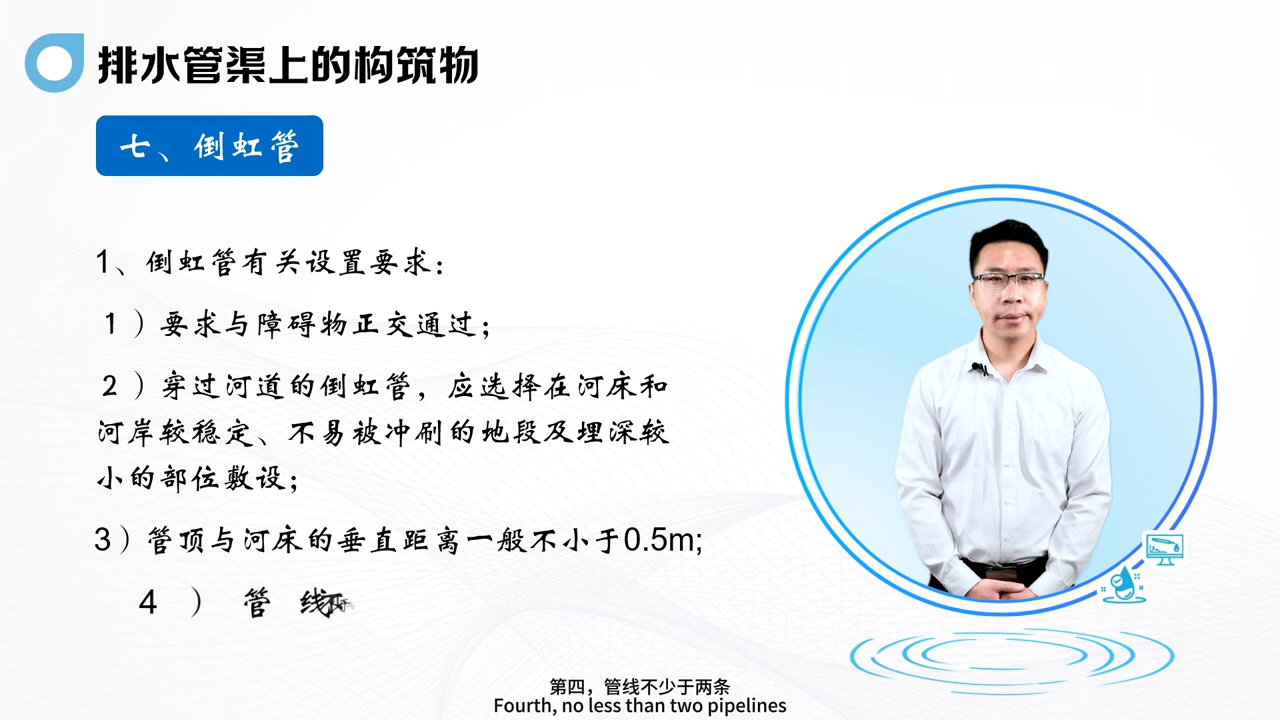 排水管渠上的构筑物
七、倒虹管
1、倒虹管有关设置要求：
1）要求与障碍物正交通过；
2）穿过河道的倒虹管，应选择在河床和
河岸较稳定、不易被冲刷的地段及埋深较
小的部位敷设；
3）管顶与河床的垂直距离一般不小于0.5m;
4）管线不
第四，管线不少于两条
Fourth, no less than two pipelines